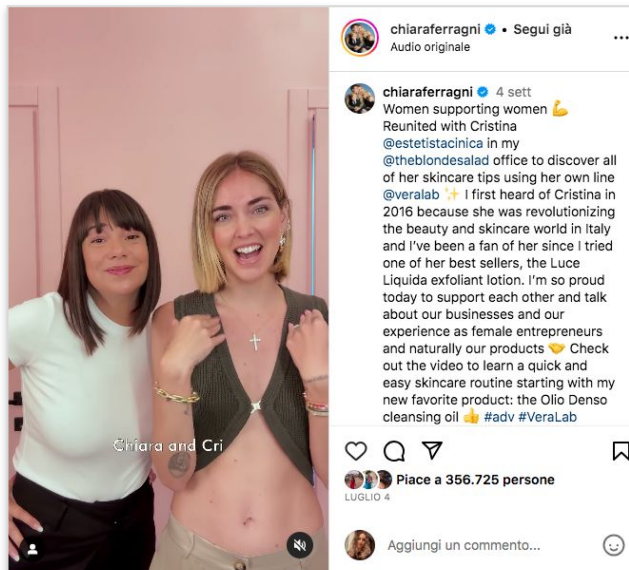 chiaraferragni • Segui già
Audio originale
chiaraferragni 4 sett
Women supporting women 💪
Reunited with Cristina
@estetistacinica in my
@theblondesalad office to discover all
of her skincare tips using her own line
@veralab ✨ I first heard of Cristina in
2016 because she was revolutionizing
the beauty and skincare world in Italy
and I've been a fan of her since I tried
one of her best sellers, the Luce
Liquida exfoliant lotion. I'm so proud
today to support each other and talk
about our businesses and our
experience as female entrepreneurs
and naturally our products 🤝 Check
out the video to learn a quick and
easy skincare routine starting with my
new favorite product: the Olio Denso
cleansing oil 👍 #adv #VeraLab
Chiara and Cri
Piace a 356.725 persone
LUGLIO 4
Aggiungi un commento...